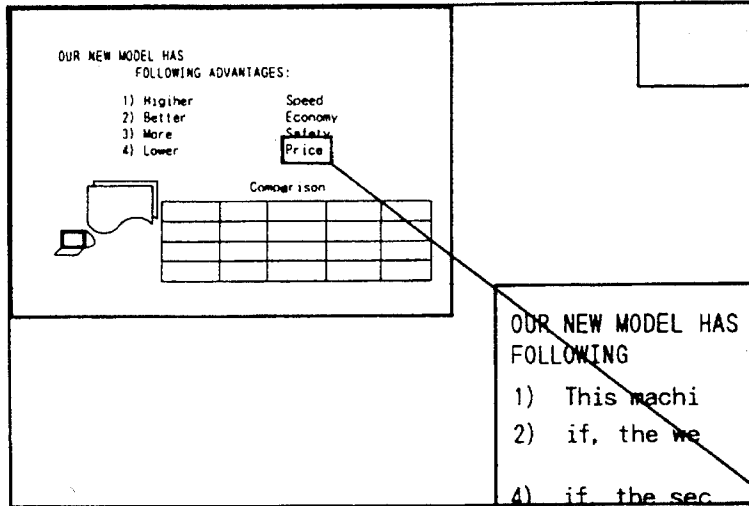 OUR NEW MODEL HAS
FOLLOWING ADVANTAGES:
1) Higiher Speed
2) Better Economy
3) More Safety
4) Lower Price
Comparison
OUR NEW MODEL HAS
FOLLOWING
1) This machi
2) if, the we
4) if, the sec